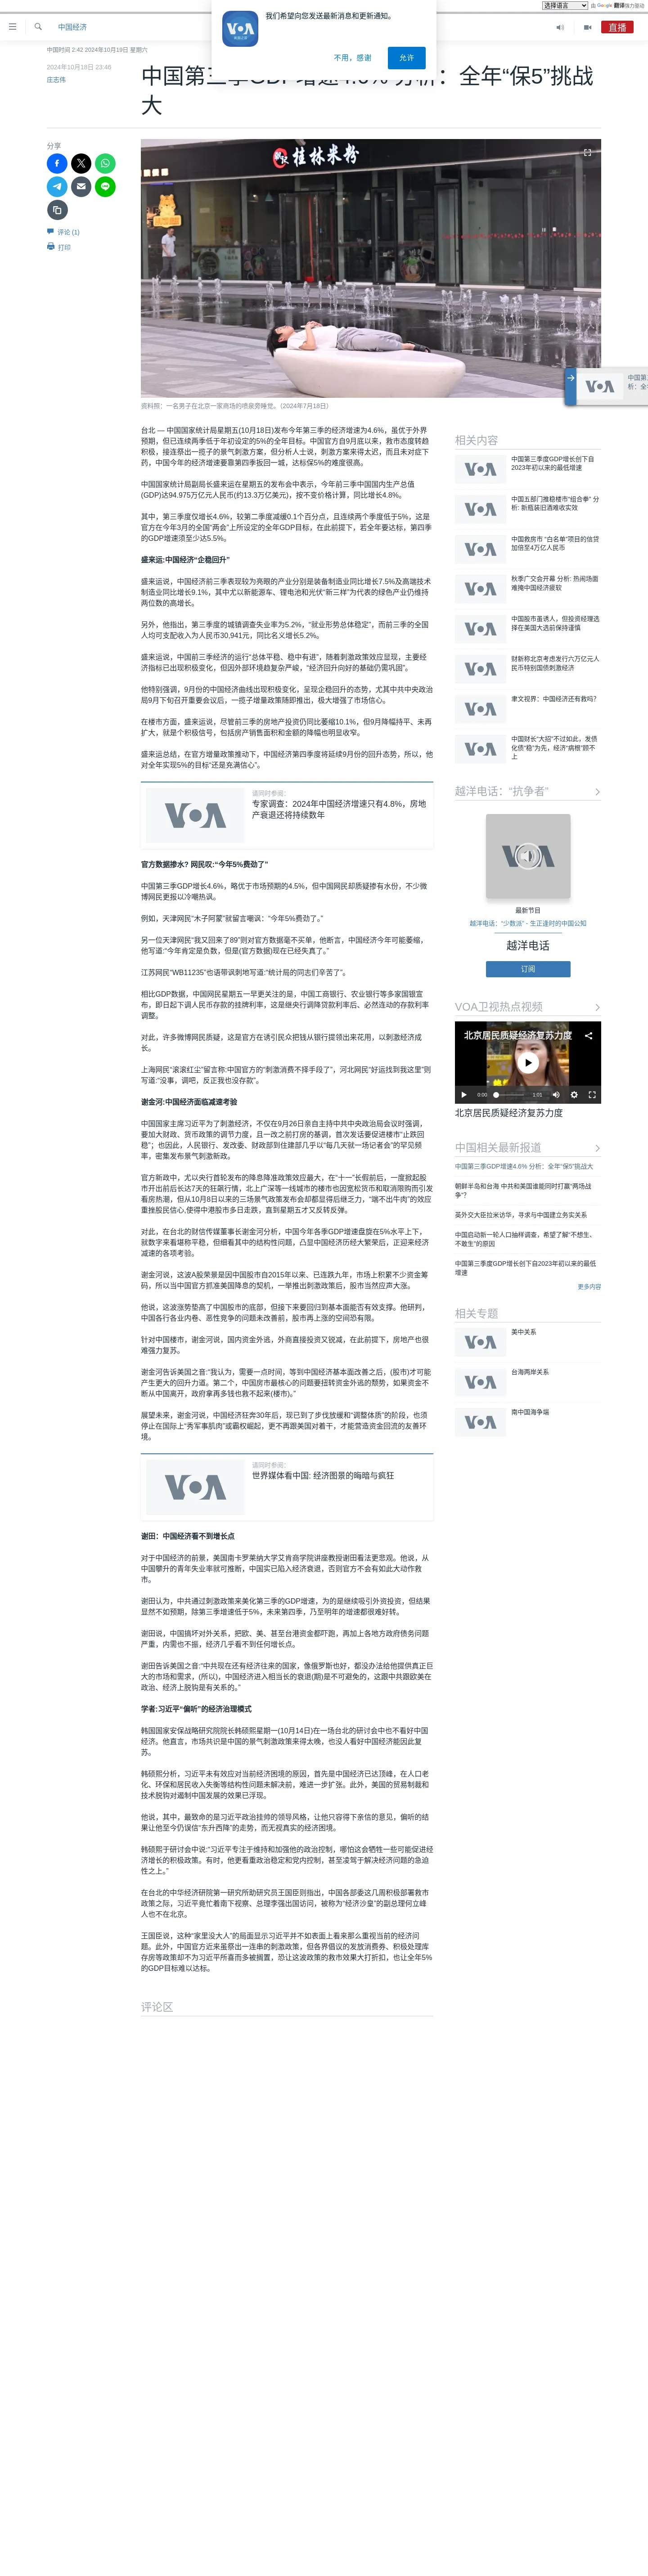 选择语言 由 Google 翻译强力驱动
我们希望向您发送最新消息和更新通知。
不用，感谢
允许
中国经济
直播
中国时间 2:42 2024年10月19日 星期六
2024年10月18日 23:46
庄志伟
中国第三季GDP增速4.6% 分析：全年“保5”挑战
大
分享
评论 (1)
打印
桂林米粉
资料照：一名男子在北京一家商场的喷泉旁睡觉。（2024年7月18日）
台北 — 中国国家统计局星期五(10月18日)发布今年第三季的经济增速为4.6%，虽优于外界
预期，但已连续两季低于年初设定的5%的全年目标。中国官方自9月底以来，救市态度转趋
积极，接连祭出一揽子的景气刺激方案，但分析人士说，刺激方案来得太迟，而且未对症下
药，中国今年的经济增速要靠第四季扳回一城，达标保5%的难度很高。
中国国家统计局副局长盛来运在星期五的发布会中表示，今年前三季中国国内生产总值
(GDP)达94.975万亿元人民币(约13.3万亿美元)，按不变价格计算，同比增长4.8%。
其中，第三季度仅增长4.6%，较第二季度减缓0.1个百分点，且连续两个季度低于5%，这是
官方在今年3月的全国“两会”上所设定的全年GDP目标，在此前提下，若全年要达标，第四季
的GDP增速须至少达5.5%。
盛来运:中国经济“企稳回升”
盛来运说，中国经济前三季表现较为亮眼的产业分别是装备制造业同比增长7.5%及高端技术
制造业同比增长9.1%，其中尤以新能源车、锂电池和光伏“新三样”为代表的绿色产业仍维持
两位数的高增长。
另外，他指出，第三季度的城镇调查失业率为5.2%，“就业形势总体稳定”，而前三季的全国
人均可支配收入为人民币30,941元，同比名义增长5.2%。
盛来运说，中国前三季经济的运行“总体平稳、稳中有进”，随着刺激政策效应显现，主要经
济指标已出现积极变化，但因外部环境趋复杂严峻，“经济回升向好的基础仍需巩固”。
他特别强调，9月份的中国经济曲线出现积极变化，呈现企稳回升的态势，尤其中共中央政治
局9月下旬召开重要会议后，一揽子增量政策随即推出，极大增强了市场信心。
在楼市方面，盛来运说，尽管前三季的房地产投资仍同比萎缩10.1%，但9月降幅持平、未再
扩大，就是个积极信号，包括房产销售面积和金额的降幅也明显收窄。
盛来运总结，在官方增量政策推动下，中国经济第四季度将延续9月份的回升态势，所以，他
对全年实现5%的目标“还是充满信心”。
VOA
请同时参阅:
专家调查：2024年中国经济增速只有4.8%，房地
产衰退还将持续数年
官方数据掺水? 网民叹:“今年5%费劲了”
中国第三季GDP增长4.6%，略优于市场预期的4.5%，但中国网民却质疑掺有水份，不少微
博网民更报以冷嘲热讽。
例如，天津网民“木子阿蒙”就留言嘲讽：“今年5%费劲了。”
另一位天津网民“我又回来了89”则对官方数据毫不买单，他断言，中国经济今年可能萎缩，
他写道:“今年肯定是负数，但是(官方数据)现在已经失真了。”
江苏网民“WB11235”也语带讽刺地写道:“统计局的同志们辛苦了”。
相比GDP数据，中国网民星期五一早更关注的是，中国工商银行、农业银行等多家国银宣
布，即日起下调人民币存款的挂牌利率，这是继央行调降贷款利率后、必然连动的存款利率
调整。
对此，许多微博网民质疑，这是官方在诱引民众把钱从银行提领出来花用，以刺激经济成
长。
上海网民“滚滚红尘”留言称:中国官方的“刺激消费不择手段了”，河北网民“好运找到我这里”则
写道:“没事，调吧，反正我也没存款”。
谢金河:中国经济面临减速考验
中国国家主席习近平为了刺激经济，不仅在9月26日亲自主持中共中央政治局会议时强调，
要加大财政、货币政策的调节力度，且一改之前打房的基调，首次发话要促进楼市“止跌回
稳”；也因此，人民银行、发改委、财政部到住建部几乎以“每几天就一场记者会”的罕见频
率，密集发布景气刺激新政。
官方新政中，尤以央行首轮发布的降息降准政策效应最大，在“十一”长假前后，一度掀起股
市开出前后长达7天的狂飙行情，北上广深等一线城市的楼市也因宽松货币和取消限购而引发
看房热潮，但从10月8日以来的三场景气政策发布会却都显得后继乏力，“端不出牛肉”的效应
重挫股民信心,使得中港股市多日走跌，直到星期五才又反转反弹。
对此，在台北的财信传媒董事长谢金河分析，中国今年各季GDP增速盘旋在5%水平上下，
就数字来看堪称平稳，但细看其中的结构性问题，凸显中国经济历经大繁荣后，正迎来经济
减速的各项考验。
谢金河说，这波A股荣景是因中国股市自2015年以来、已连跌九年，市场上积累不少资金筹
码，所以当中国官方抓准美国降息的契机，一举推出刺激政策后，股市当然应声大涨。
他说，这波涨势垫高了中国股市的底部，但接下来要回归到基本面能否有效支撑。他研判，
中国各行各业内卷、恶性竞争的问题未改善前，股市再上涨的空间恐有限。
针对中国楼市，谢金河说，国内资金外逃，外商直接投资又锐减，在此前提下，房地产也很
难强力复苏。
谢金河告诉美国之音:“我认为，需要一点时间，等到中国经济基本面改善之后，(股市)才可能
产生更大的回升力道。第二个，中国房市最核心的问题要扭转资金外逃的颓势，如果资金不
断从中国离开，政府拿再多钱也救不起来(楼市)。”
展望未来，谢金河说，中国经济狂奔30年后，现已到了步伐放缓和“调整体质”的阶段，也须
停止在国际上“秀军事肌肉”或霸权崛起，更不再跟美国对着干，才能营造资金回流的友善环
境。
VOA
请同时参阅:
世界媒体看中国: 经济图景的晦暗与疯狂
谢田：中国经济看不到增长点
对于中国经济的前景，美国南卡罗莱纳大学艾肯商学院讲座教授谢田看法更悲观。他说，从
中国攀升的青年失业率就可推断，中国实已陷入经济衰退，否则官方不会有如此大动作救
市。
谢田认为，中共通过刺激政策来美化第三季的GDP增速，为的是继续吸引外资投资，但结果
显然不如预期，除第三季增速低于5%，未来第四季，乃至明年的增速都很难好转。
谢田说，中国搞坏对外关系，把欧、美、甚至台港资金都吓跑，再加上各地方政府债务问题
严重，内需也不振，经济几乎看不到任何增长点。
谢田告诉美国之音:“中共现在还有经济往来的国家，像俄罗斯也好，都没办法给他提供真正巨
大的市场和需求，(所以)，中国经济进入相当长的衰退(期)是不可避免的，这跟中共跟欧美在
政治、经济上脱钩是有关系的。”
学者:习近平“偏听”的经济治理模式
韩国国家安保战略研究院院长韩硕熙星期一(10月14日)在一场台北的研讨会中也不看好中国
经济。他直言，市场共识是中国的景气刺激政策来得太晚，也没人看好中国经济能因此复
苏。
韩硕熙分析，习近平未有效应对当前经济困境的原因，首先是中国经济已达顶峰，在人口老
化、环保和居民收入失衡等结构性问题未解决前，难进一步扩张。此外，美国的贸易制裁和
技术脱钩对遏制中国发展的效果已浮现。
他说，其中，最致命的是习近平政治挂帅的领导风格，让他只容得下亲信的意见，偏听的结
果让他至今仍误信“东升西降”的走势，而无视真实的经济困境。
韩硕熙于研讨会中说:“习近平专注于维持和加强他的政治控制，哪怕这会牺牲一些可能促进经
济增长的积极政策。有时，他更看重政治稳定和党内控制，甚至凌驾于解决经济问题的急迫
性之上。”
在台北的中华经济研院第一研究所助研究员王国臣则指出，中国各部委这几周积极部署救市
政策之际，习近平竟忙着南下视察、总理李强出国访问，被称为“经济沙皇”的副总理何立峰
人也不在北京。
王国臣说，这种“家里没大人”的局面显示习近平并不如表面上看来那么重视当前的经济问
题。此外，中国官方近来虽祭出一连串的刺激政策，但各界倡议的发放消费券、积极处理库
存房等政策却不为习近平所喜而多被搁置，恐让这波政策的救市效果大打折扣，也让全年5%
的GDP目标难以达标。
评论区
相关内容
中国第三季度GDP增长创下自
2023年初以来的最低增速
中国五部门推稳楼市“组合拳” 分
析: 新瓶装旧酒难收实效
中国救房市 “白名单”项目的信贷
加倍至4万亿人民币
秋季广交会开幕 分析: 热闹场面
难掩中国经济疲软
中国股市虽诱人，但投资经理选
择在美国大选前保持谨慎
财新称北京考虑发行六万亿元人
民币特别国债刺激经济
聿文视界：中国经济还有救吗?
中国财长“大招”不过如此，发债
化债“稳”为先，经济“病根”顾不
上
越洋电话：“抗争者”
最新节目
越洋电话：“少数派” - 生正逢时的中国公知
越洋电话
订阅
VOA卫视热点视频
北京居民质疑经济复苏力度
0:00
1:01
北京居民质疑经济复苏力度
中国相关最新报道
中国第三季GDP增速4.6% 分析：全年“保5”挑战大
朝鲜半岛和台海 中共和美国谁能同时打赢“两场战
争”?
英外交大臣拉米访华，寻求与中国建立务实关系
中国启动新一轮人口抽样调查，希望了解“不想生、
不敢生”的原因
中国第三季度GDP增长创下自2023年初以来的最低
增速
更多内容
相关专题
美中关系
台海两岸关系
南中国海争端